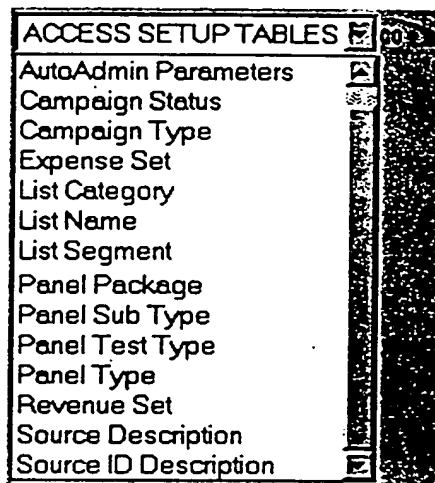 ACCESS SETUP TABLES
AutoAdmin Parameters
Campaign Status
Campaign Type
Expense Set
List Category
List Name
List Segment
Panel Package
Panel Sub Type
Panel Test Type
Panel Type
Revenue Set
Source Description
Source ID Description